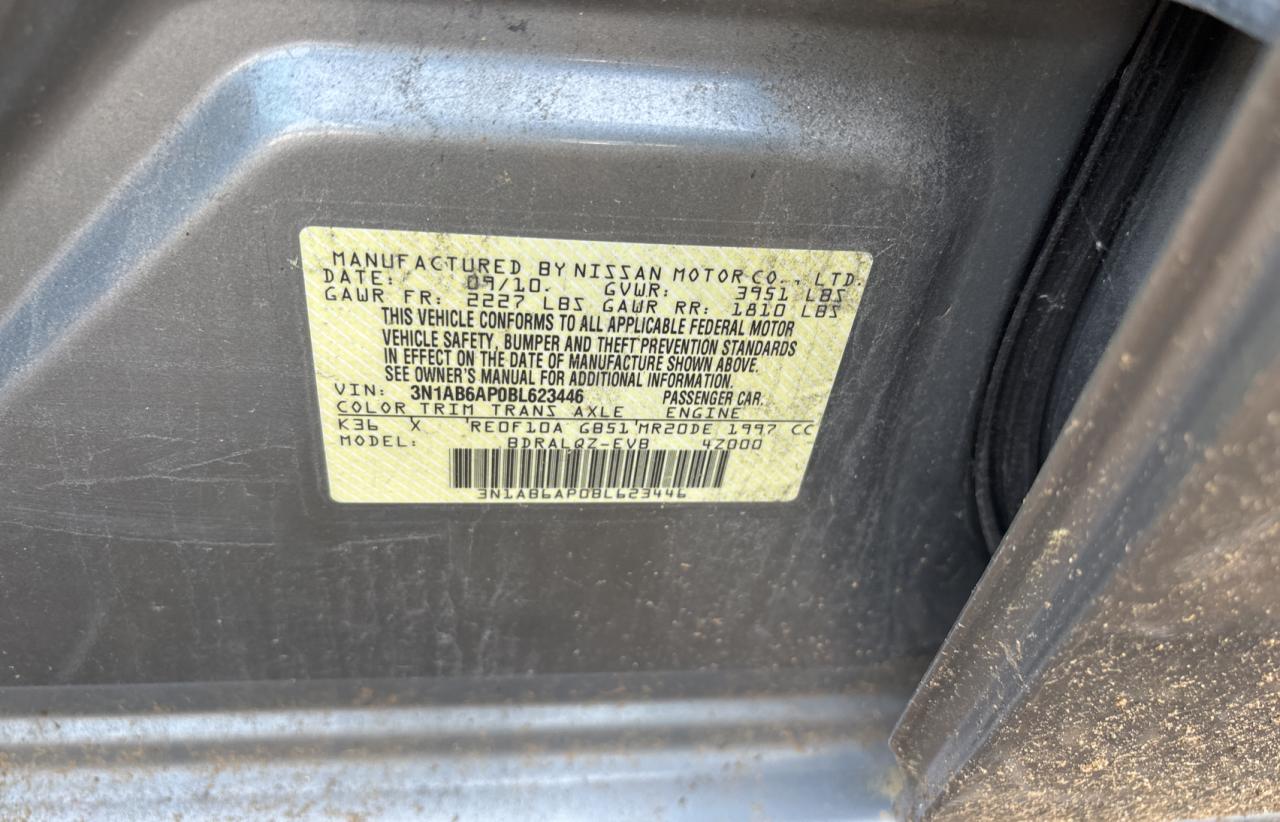 MANUFACTURED BY NISSAN MOTOR CO., LTD.
DATE: 09/10. GVWR: 3951 LBS
GAWR FR: 2227 LBS GAWR RR: 1810 LBS
THIS VEHICLE CONFORMS TO ALL APPLICABLE FEDERAL MOTOR
VEHICLE SAFETY, BUMPER AND THEFT PREVENTION STANDARDS
IN EFFECT ON THE DATE OF MANUFACTURE SHOWN ABOVE.
SEE OWNER'S MANUAL FOR ADDITIONAL INFORMATION.
VIN: 3N1AB6AP0BL623446 PASSENGER CAR.
COLOR TRIM TRANS AXLE ENGINE
K36 X RE0F10A GB51 MR20DE 1997 CC
MODEL: BDRALQZ-EVB 4Z000
3N1AB6AP0BL623446